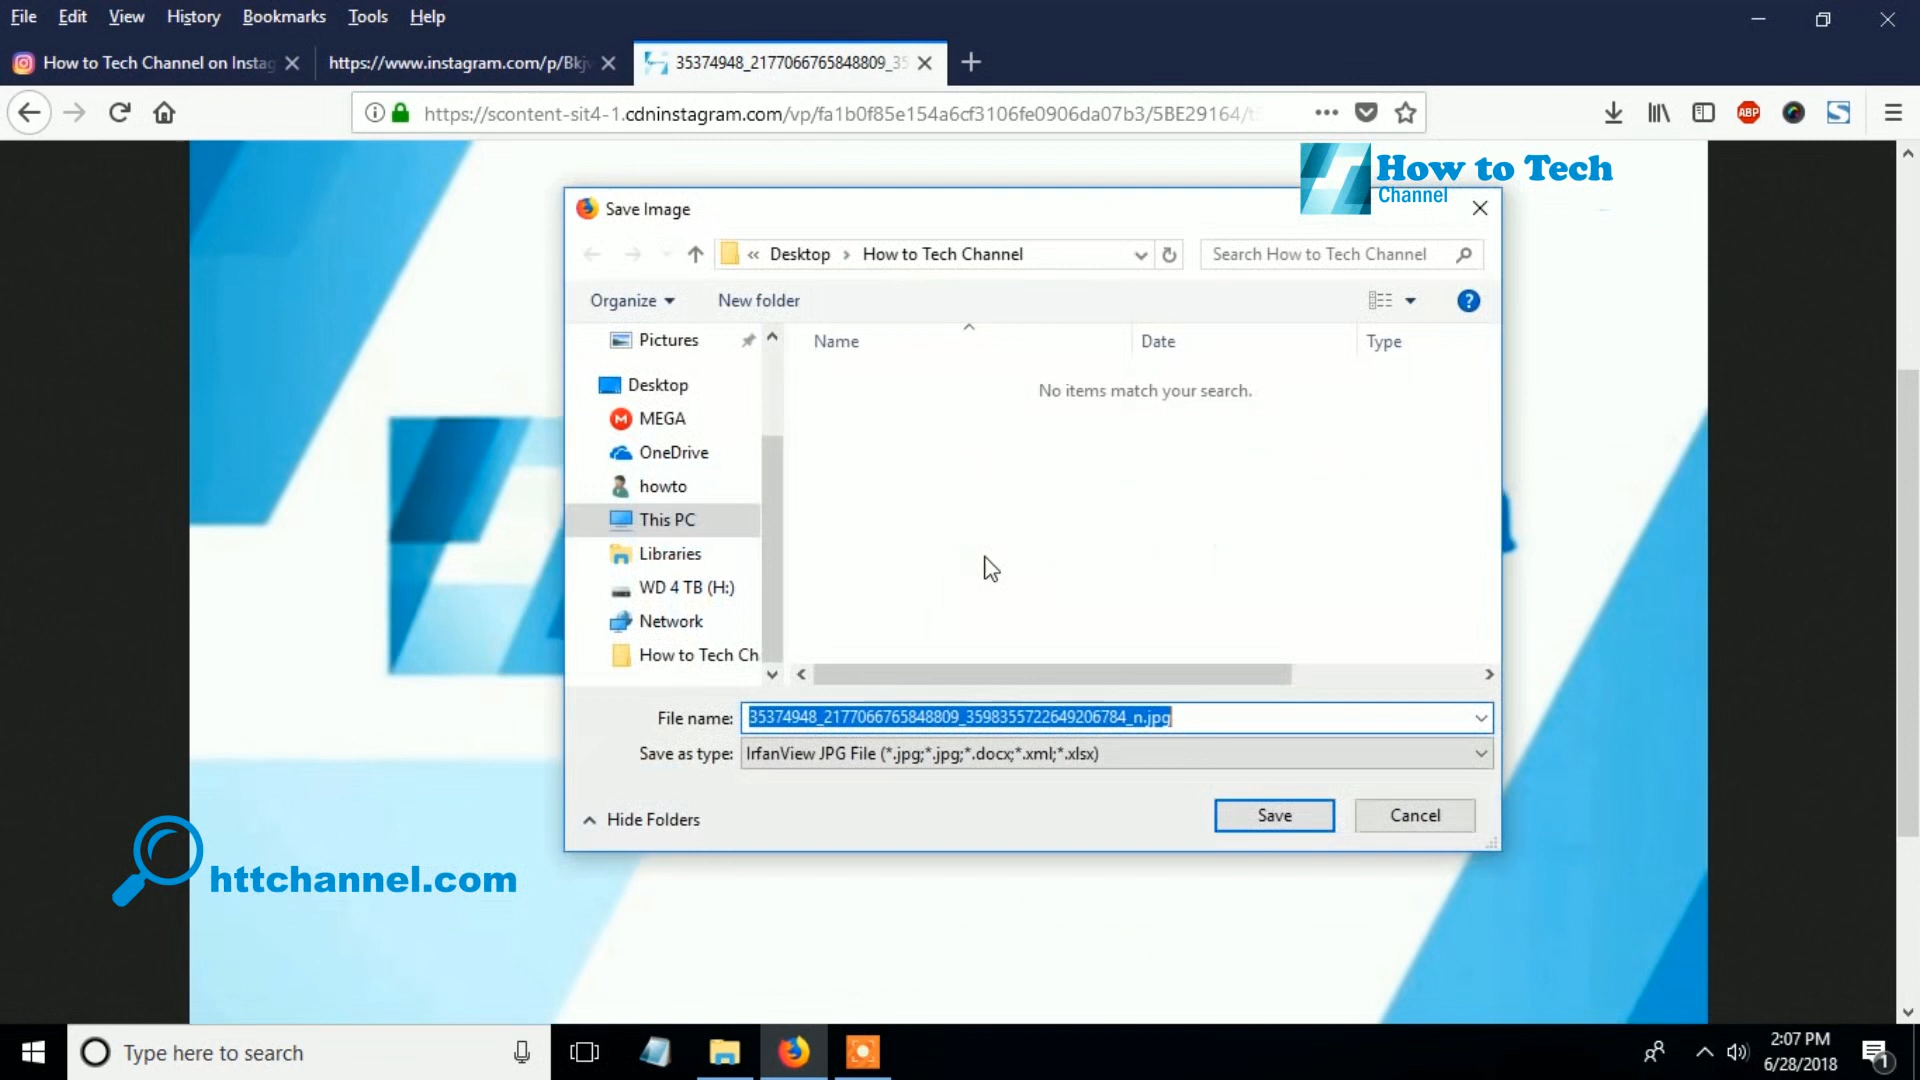 File Edit View History Bookmarks Tools Help
How to Tech Channel on Instag
https://www.instagram.com/p/Bkjv
35374948_2177066765848809_35
https://scontent-sit4-1.cdninstagram.com/vp/fa1b0f85e154a6cf3106fe0906da07b3/5BE29164/t
ABP
S
How to Tech
Channel
Save Image
« Desktop › How to Tech Channel
Search How to Tech Channel
Organize
New folder
?
Pictures
Desktop
MEGA
OneDrive
howto
This PC
Libraries
WD 4 TB (H:)
Network
How to Tech Ch
Name Date Type
No items match your search.
File name: 35374948_2177066765848809_3598355722649206784_n.jpg
Save as type: IrfanView JPG File (*.jpg;*.jpg;*.docx;*.xml;*.xlsx)
Hide Folders
Save
Cancel
httchannel.com
Type here to search
2:07 PM
6/28/2018
1